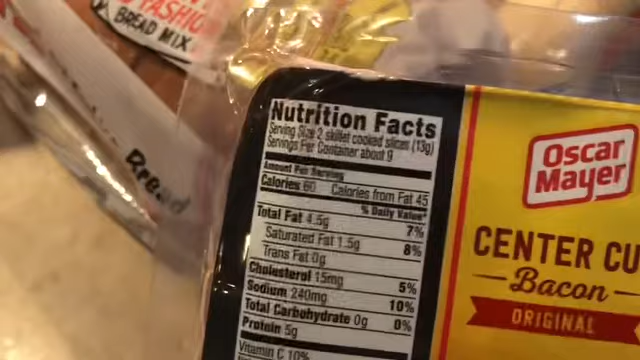 FASHIO
BREAD MIX
Bread
Nutrition Facts
Serving Size 2 skillet cooked slices (13g)
Servings Per Container about 9
Amount Per Serving
Calories 60 Calories from Fat 45
% Daily Value*
Total Fat 4.5g 7%
Saturated Fat 1.5g 8%
Trans Fat 0g
Cholesterol 15mg 5%
Sodium 240mg 10%
Total Carbohydrate 0g 0%
Protein 5g
Vitamin C 10%
Oscar
Mayer
CENTER CU
Bacon
ORIGINAL